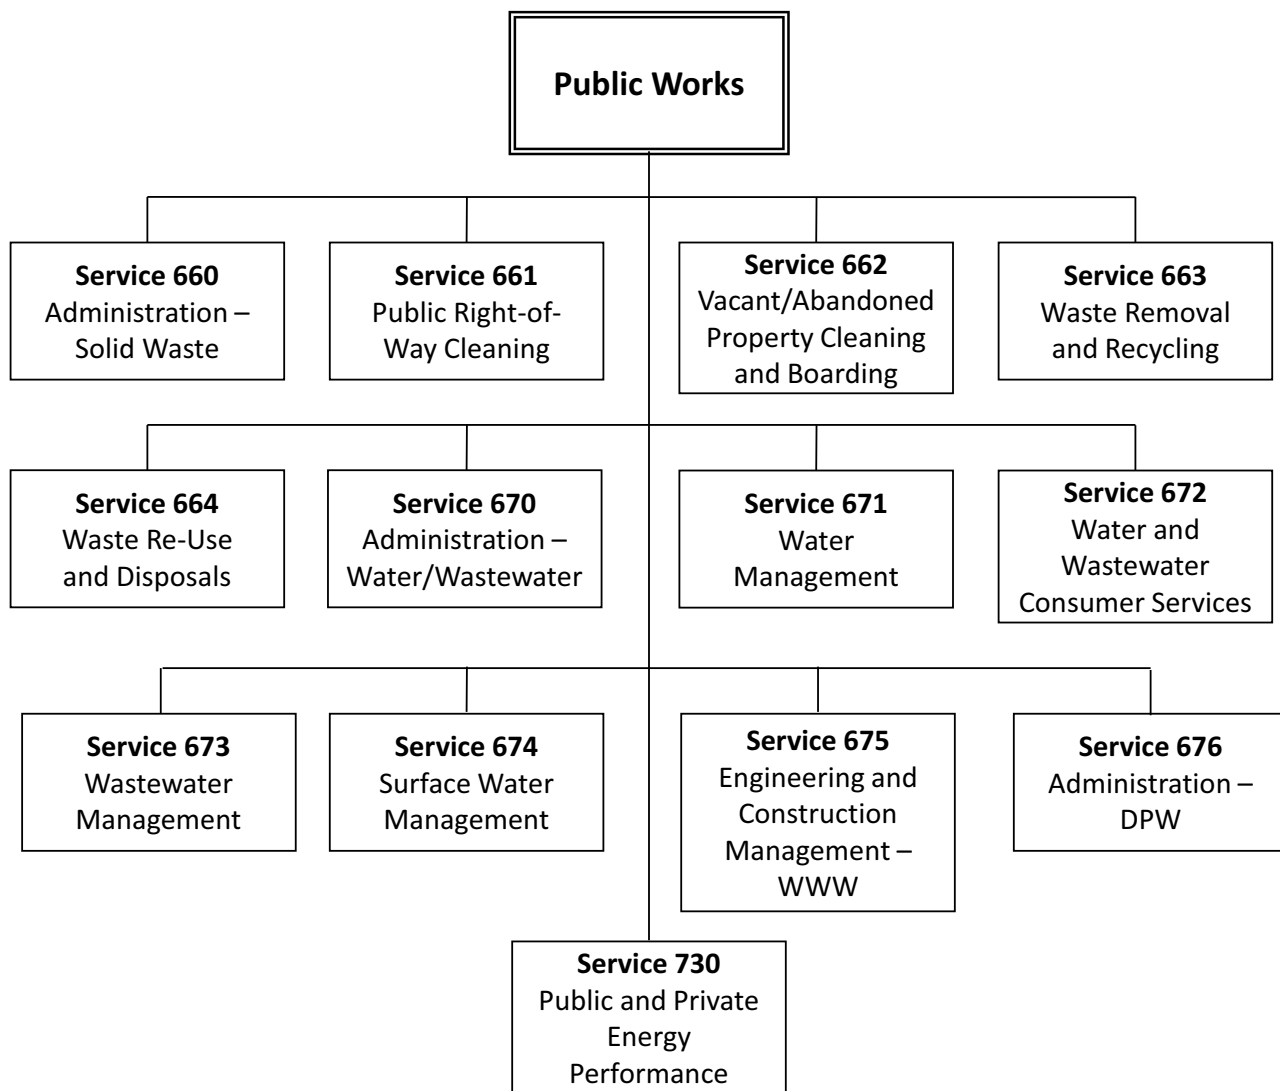 Public Works
Service 660
Administration –
Solid Waste
Service 661
Public Right-of-
Way Cleaning
Service 662
Vacant/Abandoned
Property Cleaning
and Boarding
Service 663
Waste Removal
and Recycling
Service 664
Waste Re-Use
and Disposals
Service 670
Administration –
Water/Wastewater
Service 671
Water
Management
Service 672
Water and
Wastewater
Consumer Services
Service 673
Wastewater
Management
Service 674
Surface Water
Management
Service 675
Engineering and
Construction
Management –
WWW
Service 676
Administration –
DPW
Service 730
Public and Private
Energy
Performance